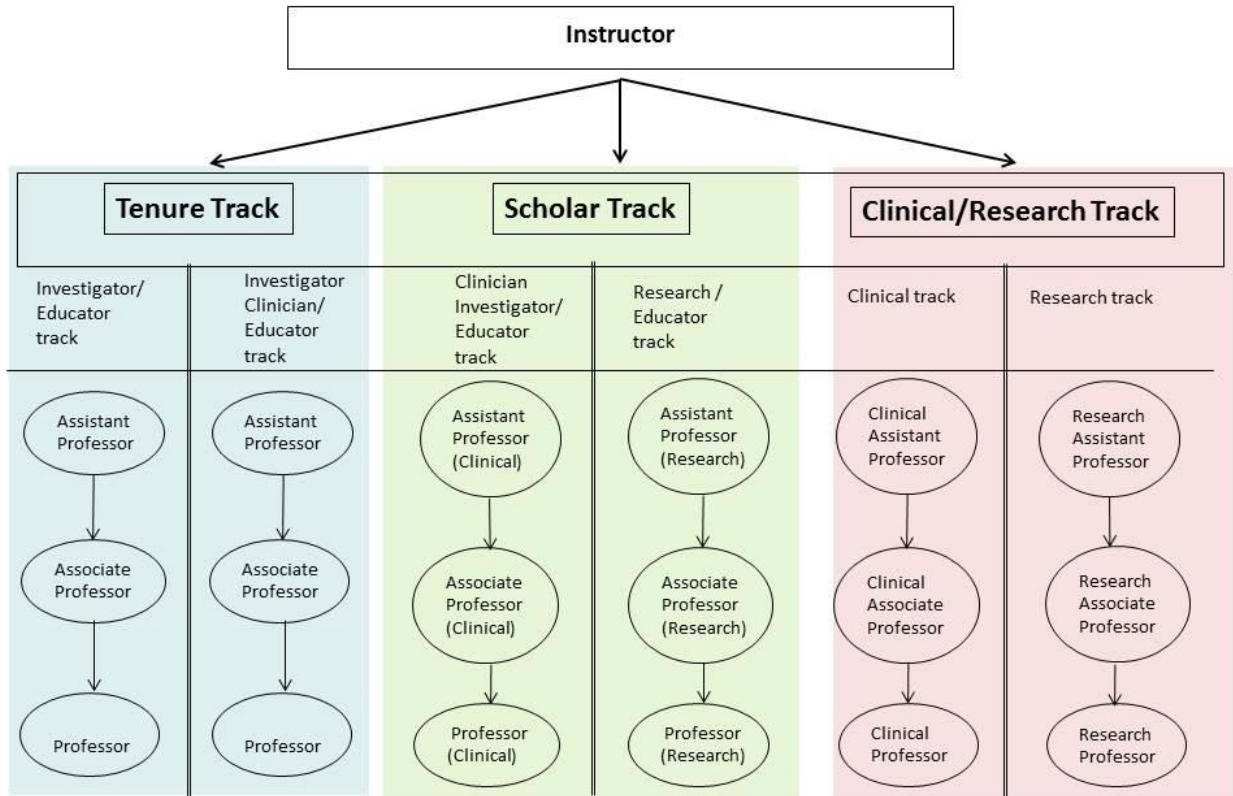 Instructor
Tenure Track
Scholar Track
Clinical/Research Track
Investigator/
Educator
track
Investigator
Clinician/
Educator
track
Clinician
Investigator/
Educator
track
Research /
Educator
track
Clinical track
Research track
Assistant
Professor
Assistant
Professor
Assistant
Professor
(Clinical)
Assistant
Professor
(Research)
Clinical
Assistant
Professor
Research
Assistant
Professor
Associate
Professor
Associate
Professor
Associate
Professor
(Clinical)
Associate
Professor
(Research)
Clinical
Associate
Professor
Research
Associate
Professor
Professor
Professor
Professor
(Clinical)
Professor
(Research)
Clinical
Professor
Research
Professor